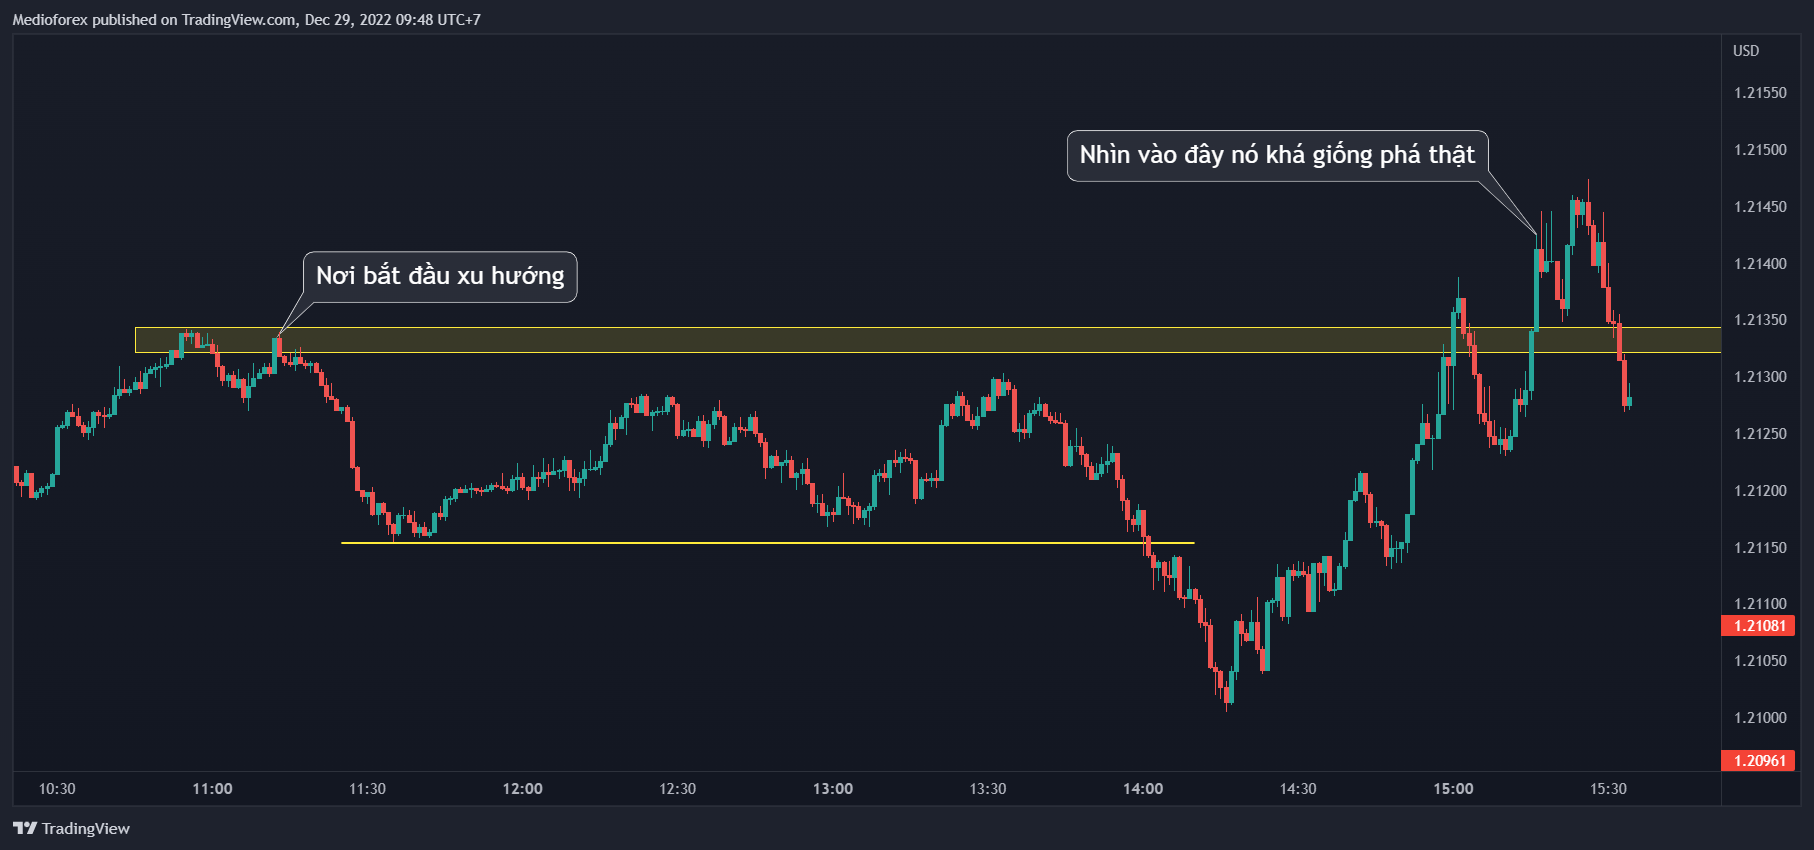 Medioforex published on TradingView.com, Dec 29, 2022 09:48 UTC+7
USD
1.21550
Nhìn vào đây nó khá giống phá thật
1.21500
1.21450
Nơi bắt đầu xu hướng
1.21400
1.21350
1.21300
1.21250
1.21200
1.21150
1.21100
1.21081
1.21050
1.21000
1.20961
10:30 11:00 11:30 12:00 12:30 13:00 13:30 14:00 14:30 15:00 15:30
TradingView